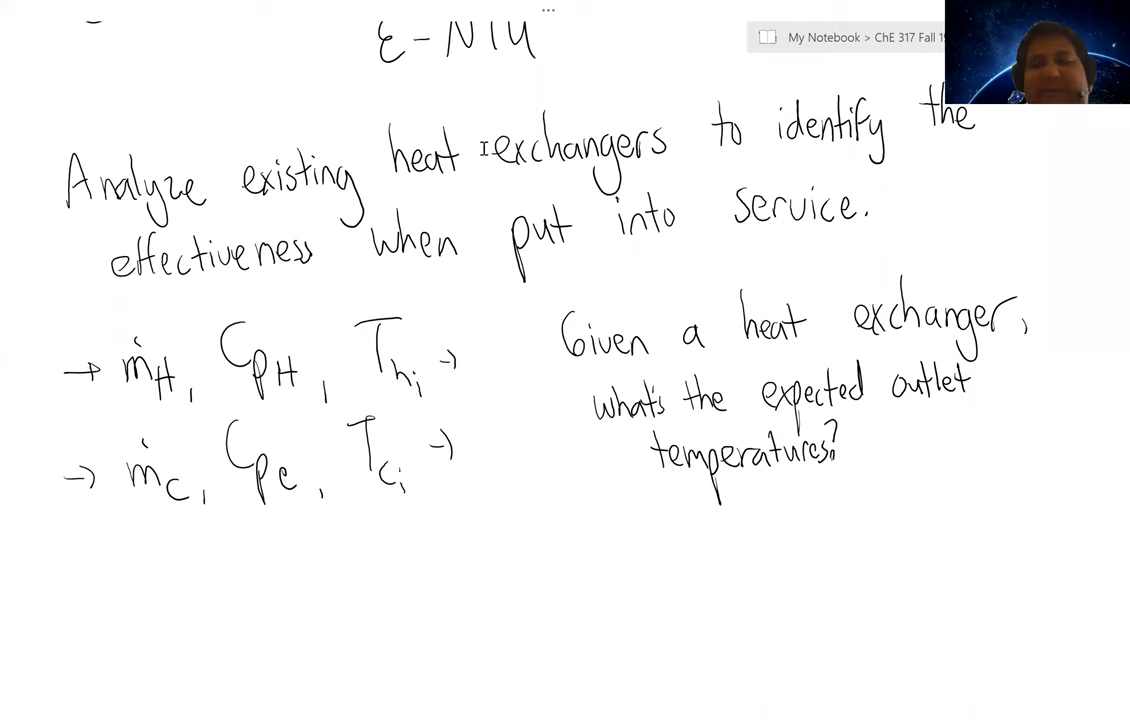 ε-NTU
My Notebook > ChE 317 Fall
Analyze existing heat exchangers to identify the
effectiveness when put into service.
→ ṁH, CpH, Thi →
→ ṁC, CpC, Tci →
Given a heat exchanger,
what's the expected outlet
temperatures?